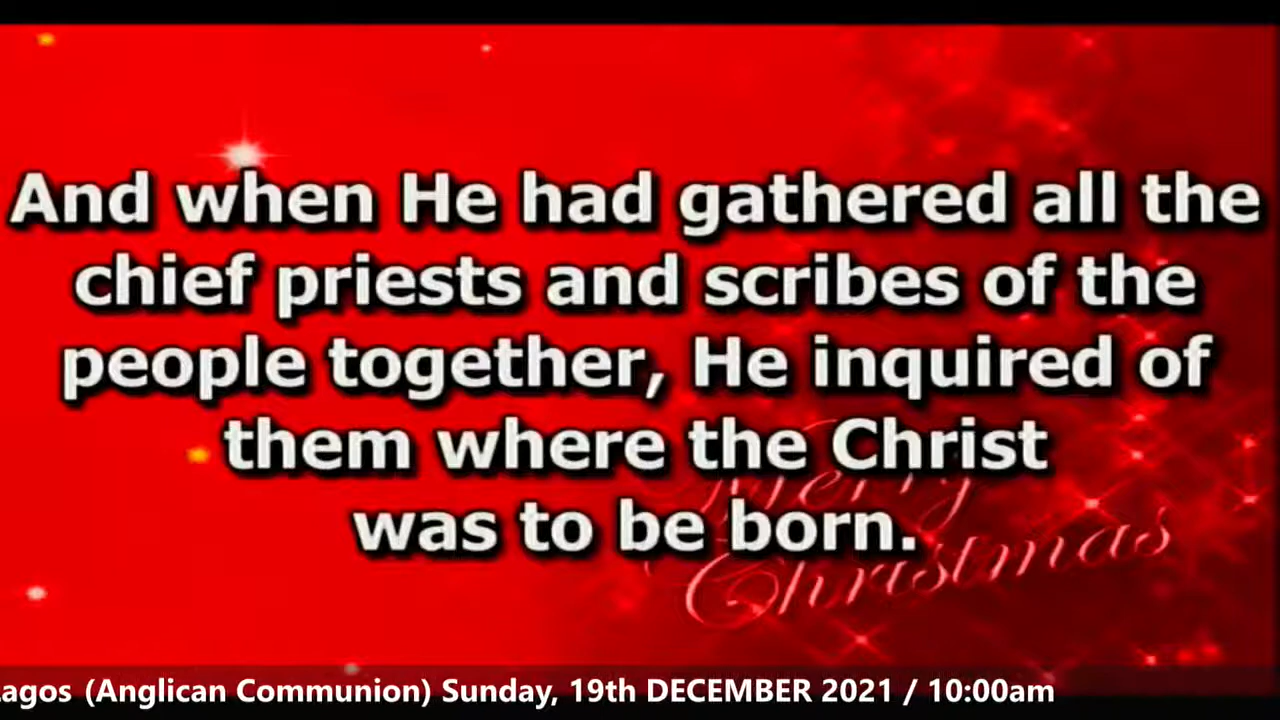 And when He had gathered all the
chief priests and scribes of the
people together, He inquired of
them where the Christ
was to be born.
Merry
Christmas
agos (Anglican Communion) Sunday, 19th DECEMBER 2021 / 10:00am